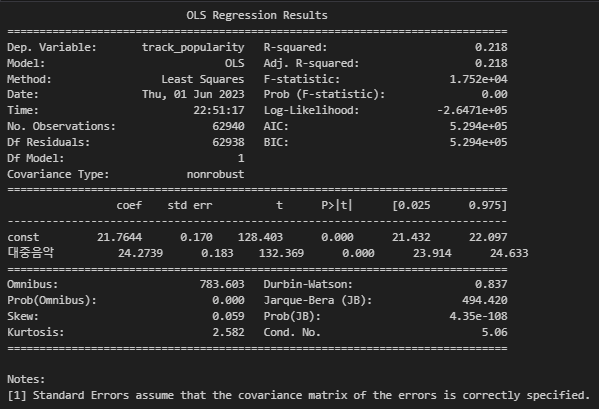 OLS Regression Results
==============================================================================
Dep. Variable:       track_popularity   R-squared:                       0.218
Model:                            OLS   Adj. R-squared:                  0.218
Method:                 Least Squares   F-statistic:                 1.752e+04
Date:                Thu, 01 Jun 2023   Prob (F-statistic):               0.00
Time:                        22:51:17   Log-Likelihood:            -2.6471e+05
No. Observations:               62940   AIC:                         5.294e+05
Df Residuals:                   62938   BIC:                         5.294e+05
Df Model:                           1
Covariance Type:            nonrobust
==============================================================================
                 coef    std err          t      P>|t|      [0.025      0.975]
------------------------------------------------------------------------------
const         21.7644      0.170    128.403      0.000      21.432      22.097
대중음악          24.2739      0.183    132.369      0.000      23.914      24.633
==============================================================================
Omnibus:                      783.603   Durbin-Watson:                   0.837
Prob(Omnibus):                  0.000   Jarque-Bera (JB):              494.420
Skew:                           0.059   Prob(JB):                    4.35e-108
Kurtosis:                       2.582   Cond. No.                         5.06
==============================================================================
Notes:
[1] Standard Errors assume that the covariance matrix of the errors is correctly specified.